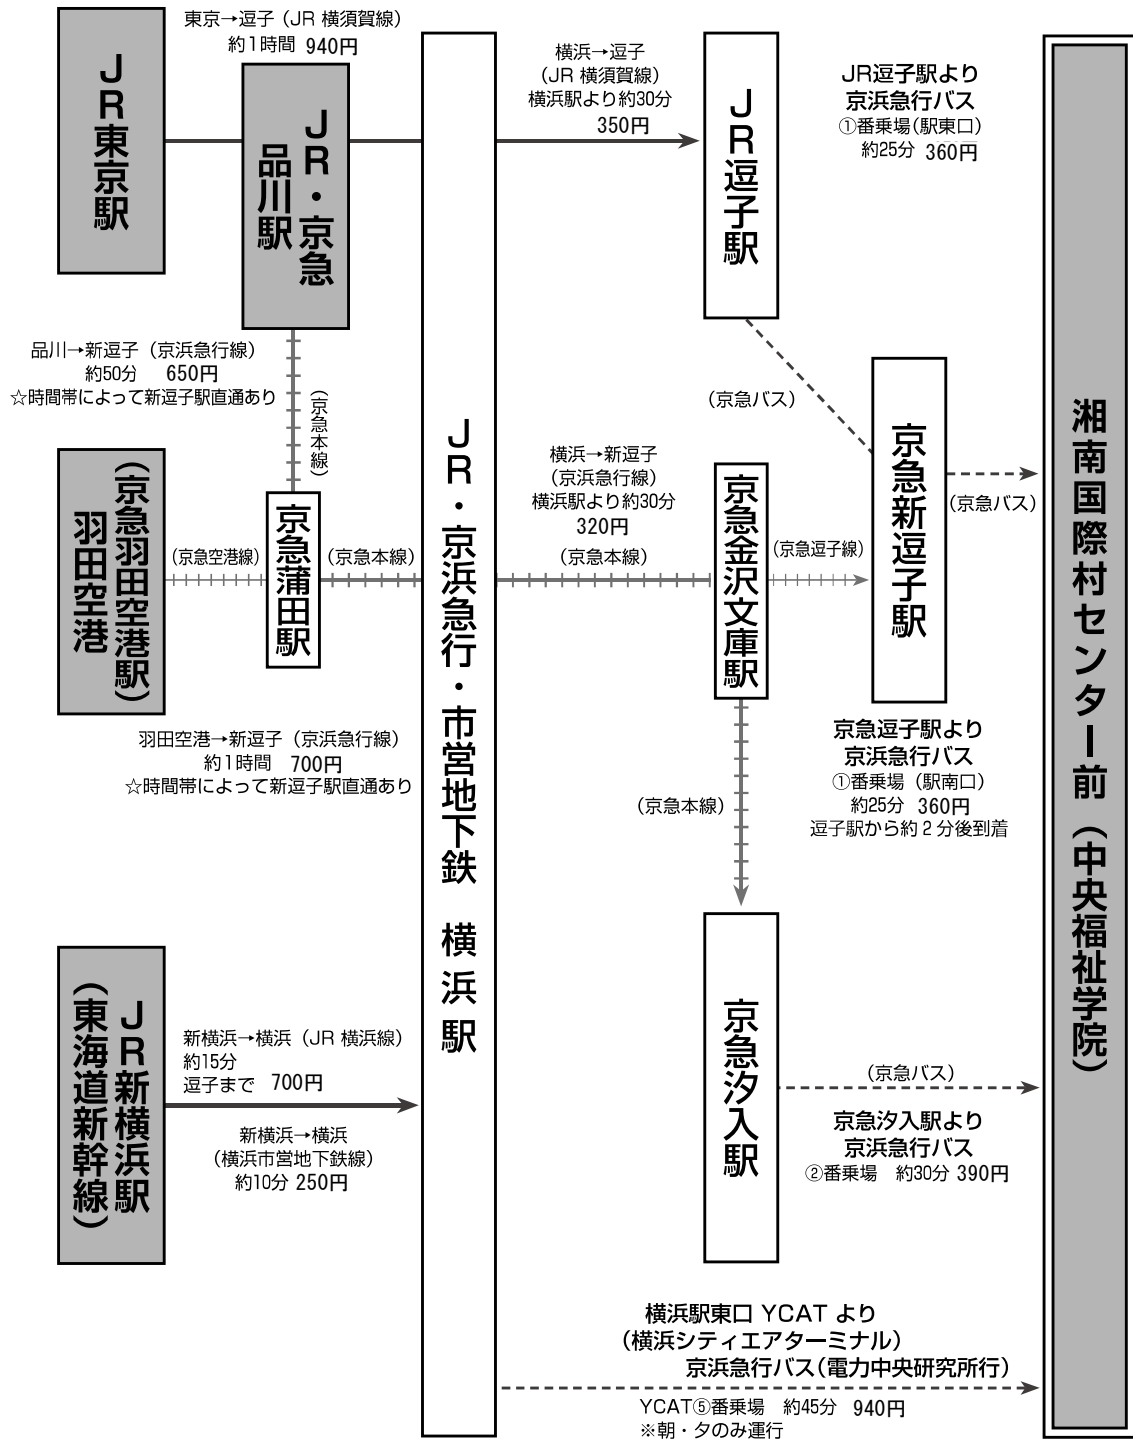 東京→逗子（JR 横須賀線）
約1時間 940円
JR東京駅
JR・京急
品川駅
横浜→逗子
（JR 横須賀線）
横浜駅より約30分
350円
JR逗子駅
JR逗子駅より
京浜急行バス
①番乗場（駅東口）
約25分 360円
品川→新逗子（京浜急行線）
約50分 650円
☆時間帯によって新逗子駅直通あり
（京急本線）
（京急バス）
（京急羽田空港駅）
羽田空港
（京急空港線）
京急蒲田駅
（京急本線）
JR・京浜急行・市営地下鉄 横浜駅
横浜→新逗子
（京浜急行線）
横浜駅より約30分
320円
（京急本線）
京急金沢文庫駅
（京急逗子線）
京急新逗子駅
（京急バス）
湘南国際村センター前（中央福祉学院）
羽田空港→新逗子（京浜急行線）
約1時間 700円
☆時間帯によって新逗子駅直通あり
京急逗子駅より
京浜急行バス
①番乗場（駅南口）
約25分 360円
逗子駅から約2分後到着
（京急本線）
JR新横浜駅
（東海道新幹線）
新横浜→横浜（JR 横浜線）
約15分
逗子まで 700円
新横浜→横浜
（横浜市営地下鉄線）
約10分 250円
京急汐入駅
（京急バス）
京急汐入駅より
京浜急行バス
②番乗場 約30分 390円
横浜駅東口 YCAT より
（横浜シティエアターミナル）
京浜急行バス（電力中央研究所行）
YCAT⑤番乗場 約45分 940円
※朝・夕のみ運行